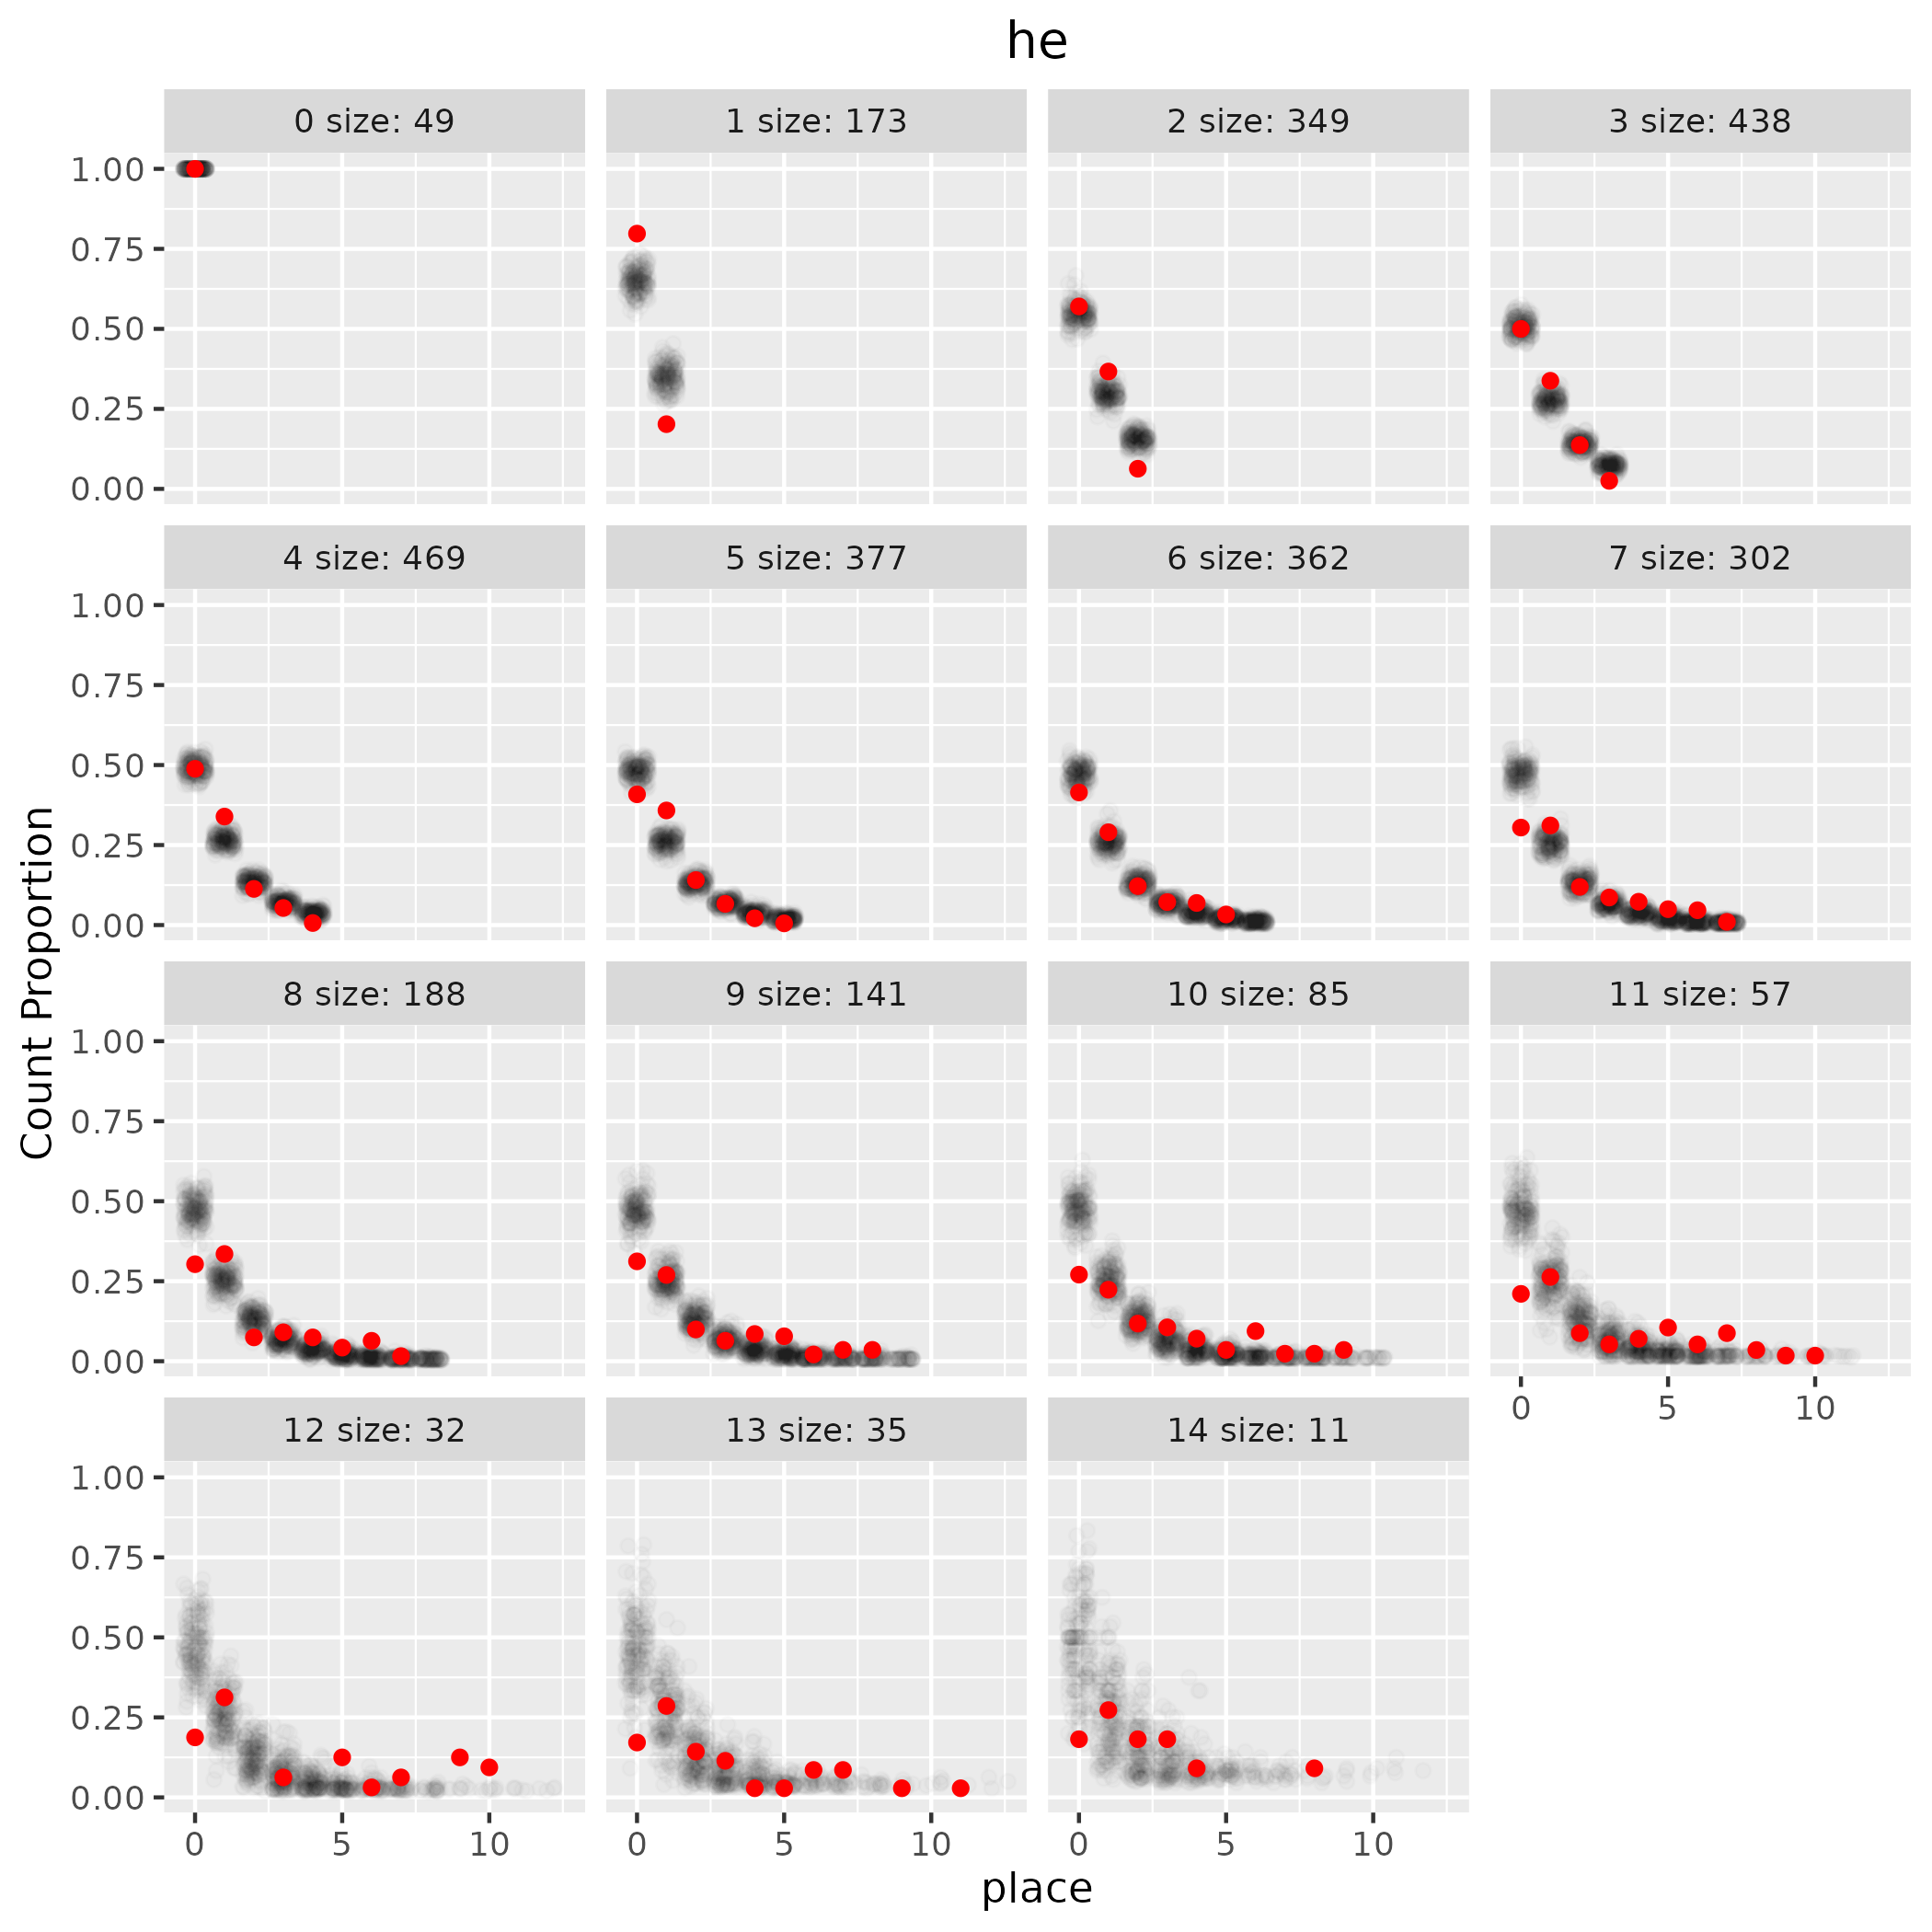 he
0 size: 49
1 size: 173
2 size: 349
3 size: 438
1.00
0.75
0.50
0.25
0.00
4 size: 469
5 size: 377
6 size: 362
7 size: 302
1.00
0.75
0.50
0.25
0.00
8 size: 188
9 size: 141
10 size: 85
11 size: 57
1.00
0.75
0.50
0.25
0.00
0 5 10
12 size: 32
13 size: 35
14 size: 11
1.00
0.75
0.50
0.25
0.00
0 5 10
0 5 10
0 5 10
Count Proportion
place